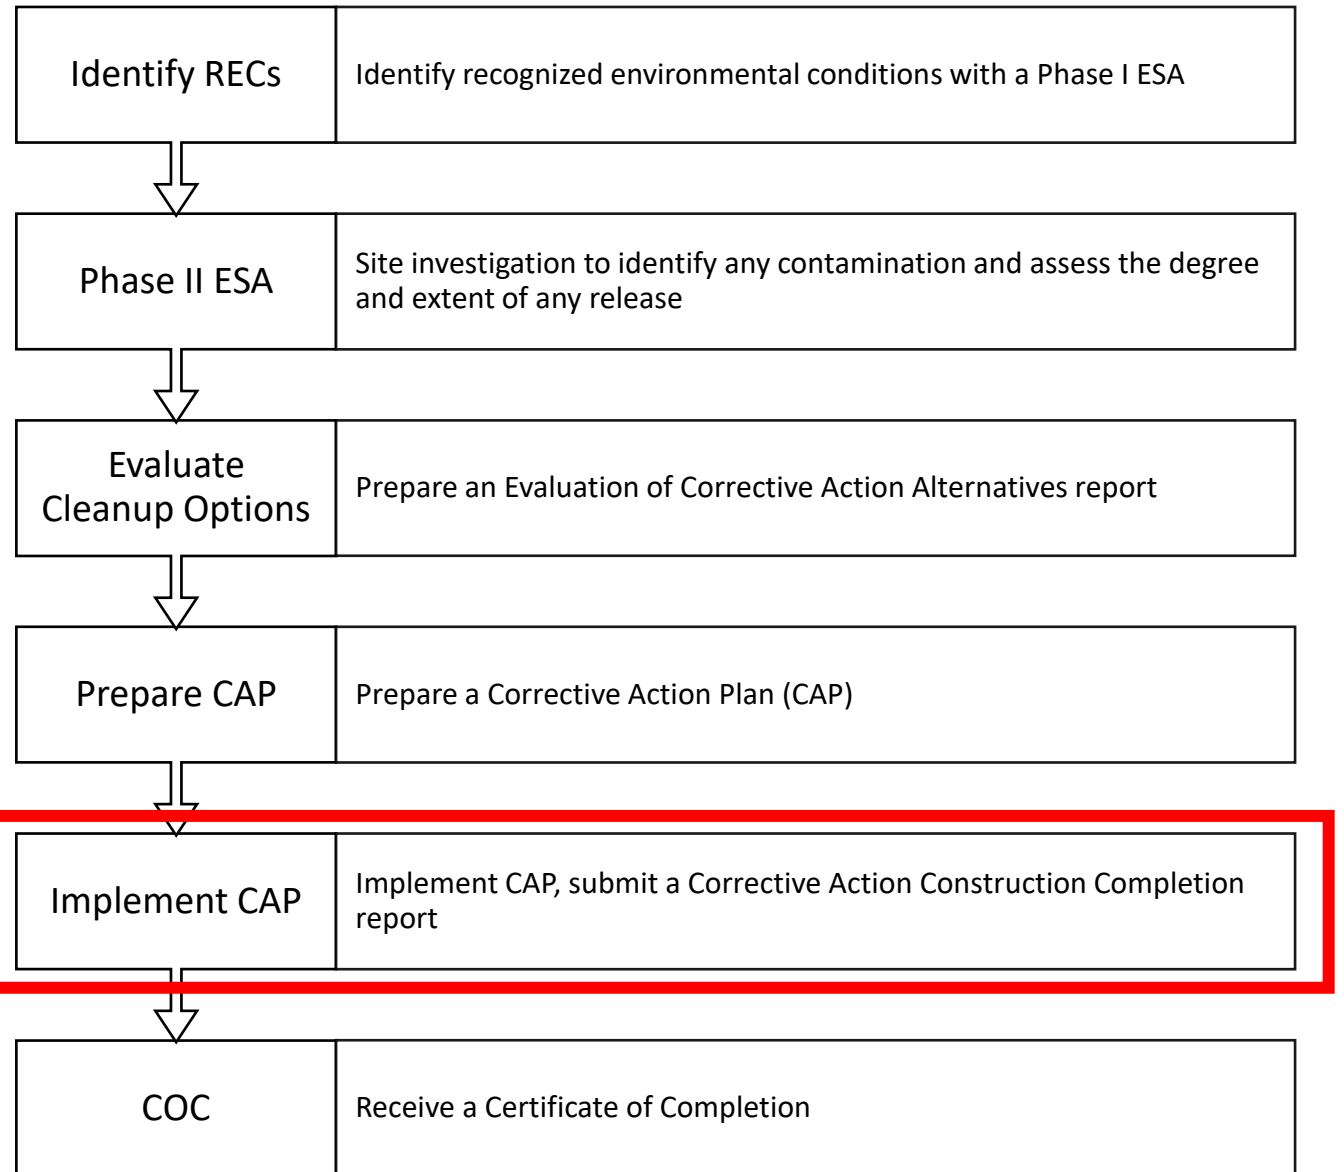 Identify RECs
Identify recognized environmental conditions with a Phase I ESA
Phase II ESA
Site investigation to identify any contamination and assess the degree
and extent of any release
Evaluate
Cleanup Options
Prepare an Evaluation of Corrective Action Alternatives report
Prepare CAP
Prepare a Corrective Action Plan (CAP)
Implement CAP
Implement CAP, submit a Corrective Action Construction Completion
report
COC
Receive a Certificate of Completion